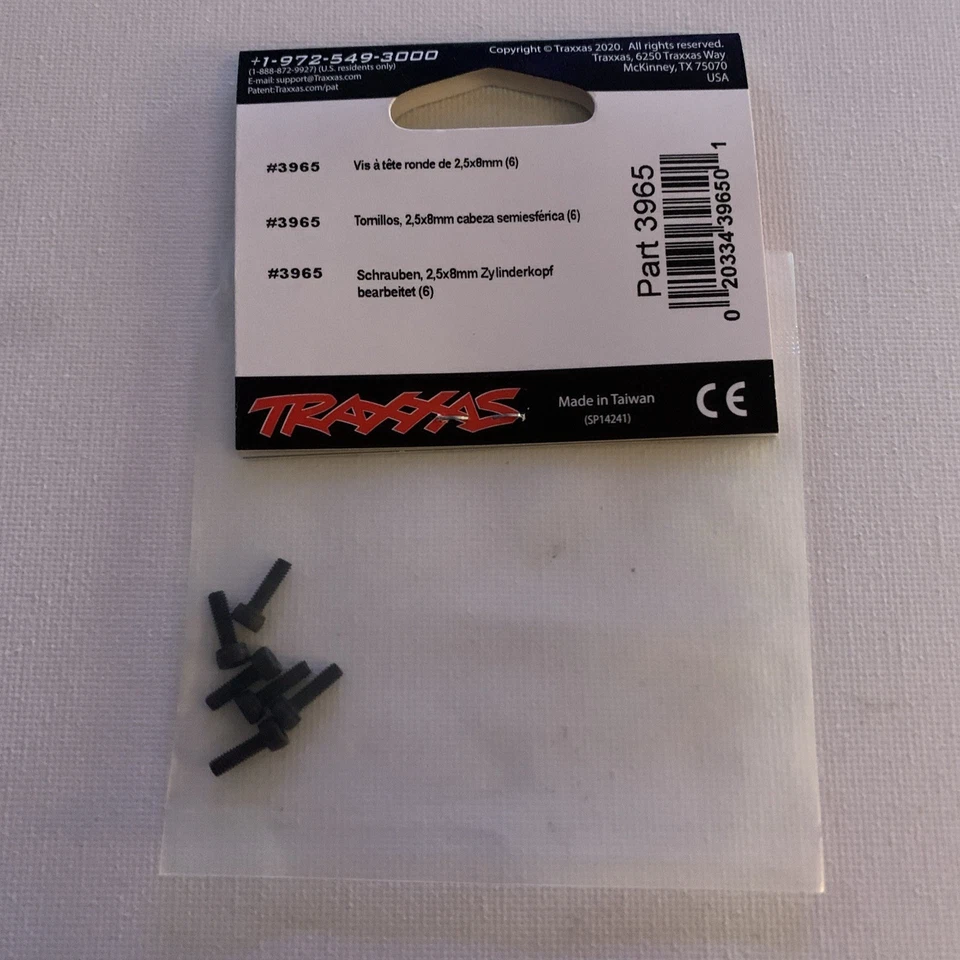 +1-972-549-3000
(1-888-872-9927) (U.S. residents only)
E-mail: support@Traxxas.com
Patent:Traxxas.com/pat
Copyright © Traxxas 2020. All rights reserved.
Traxxas, 6250 Traxxas Way
McKinney, TX 75070
USA
#3965 Vis à tête ronde de 2,5x8mm (6)
#3965 Tornillos, 2,5x8mm cabeza semiesférica (6)
#3965 Schrauben, 2,5x8mm Zylinderkopf
bearbeitet (6)
Part 3965
0 20334 39650 1
TRAXXAS
Made in Taiwan
(SP14241)
CE